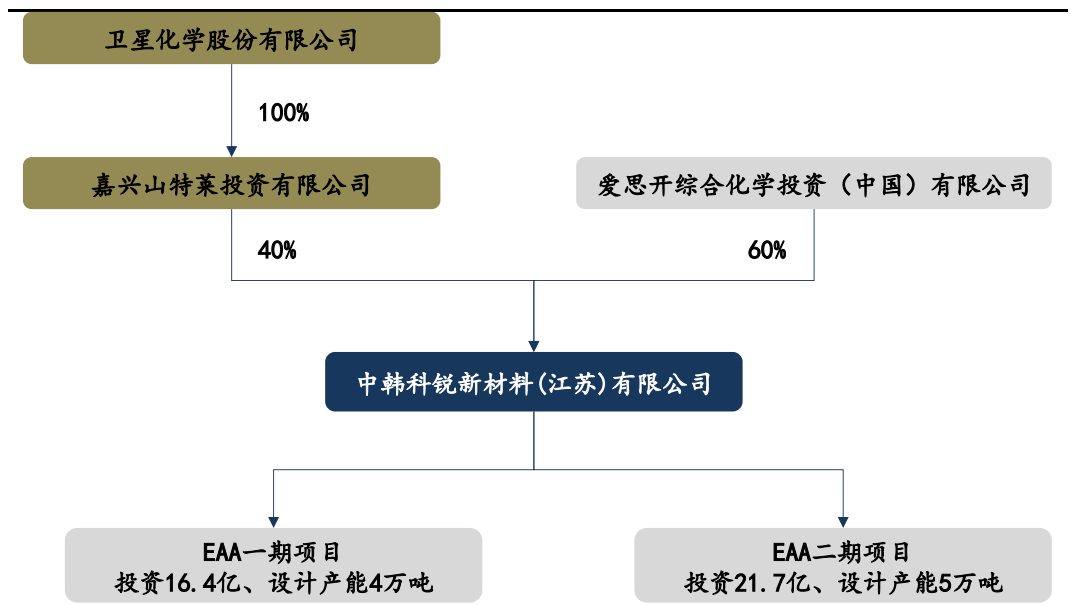 卫星化学股份有限公司
100%
嘉兴山特莱投资有限公司
爱思开综合化学投资（中国）有限公司
40%
60%
中韩科锐新材料(江苏)有限公司
EAA一期项目
投资16.4亿、设计产能4万吨
EAA二期项目
投资21.7亿、设计产能5万吨